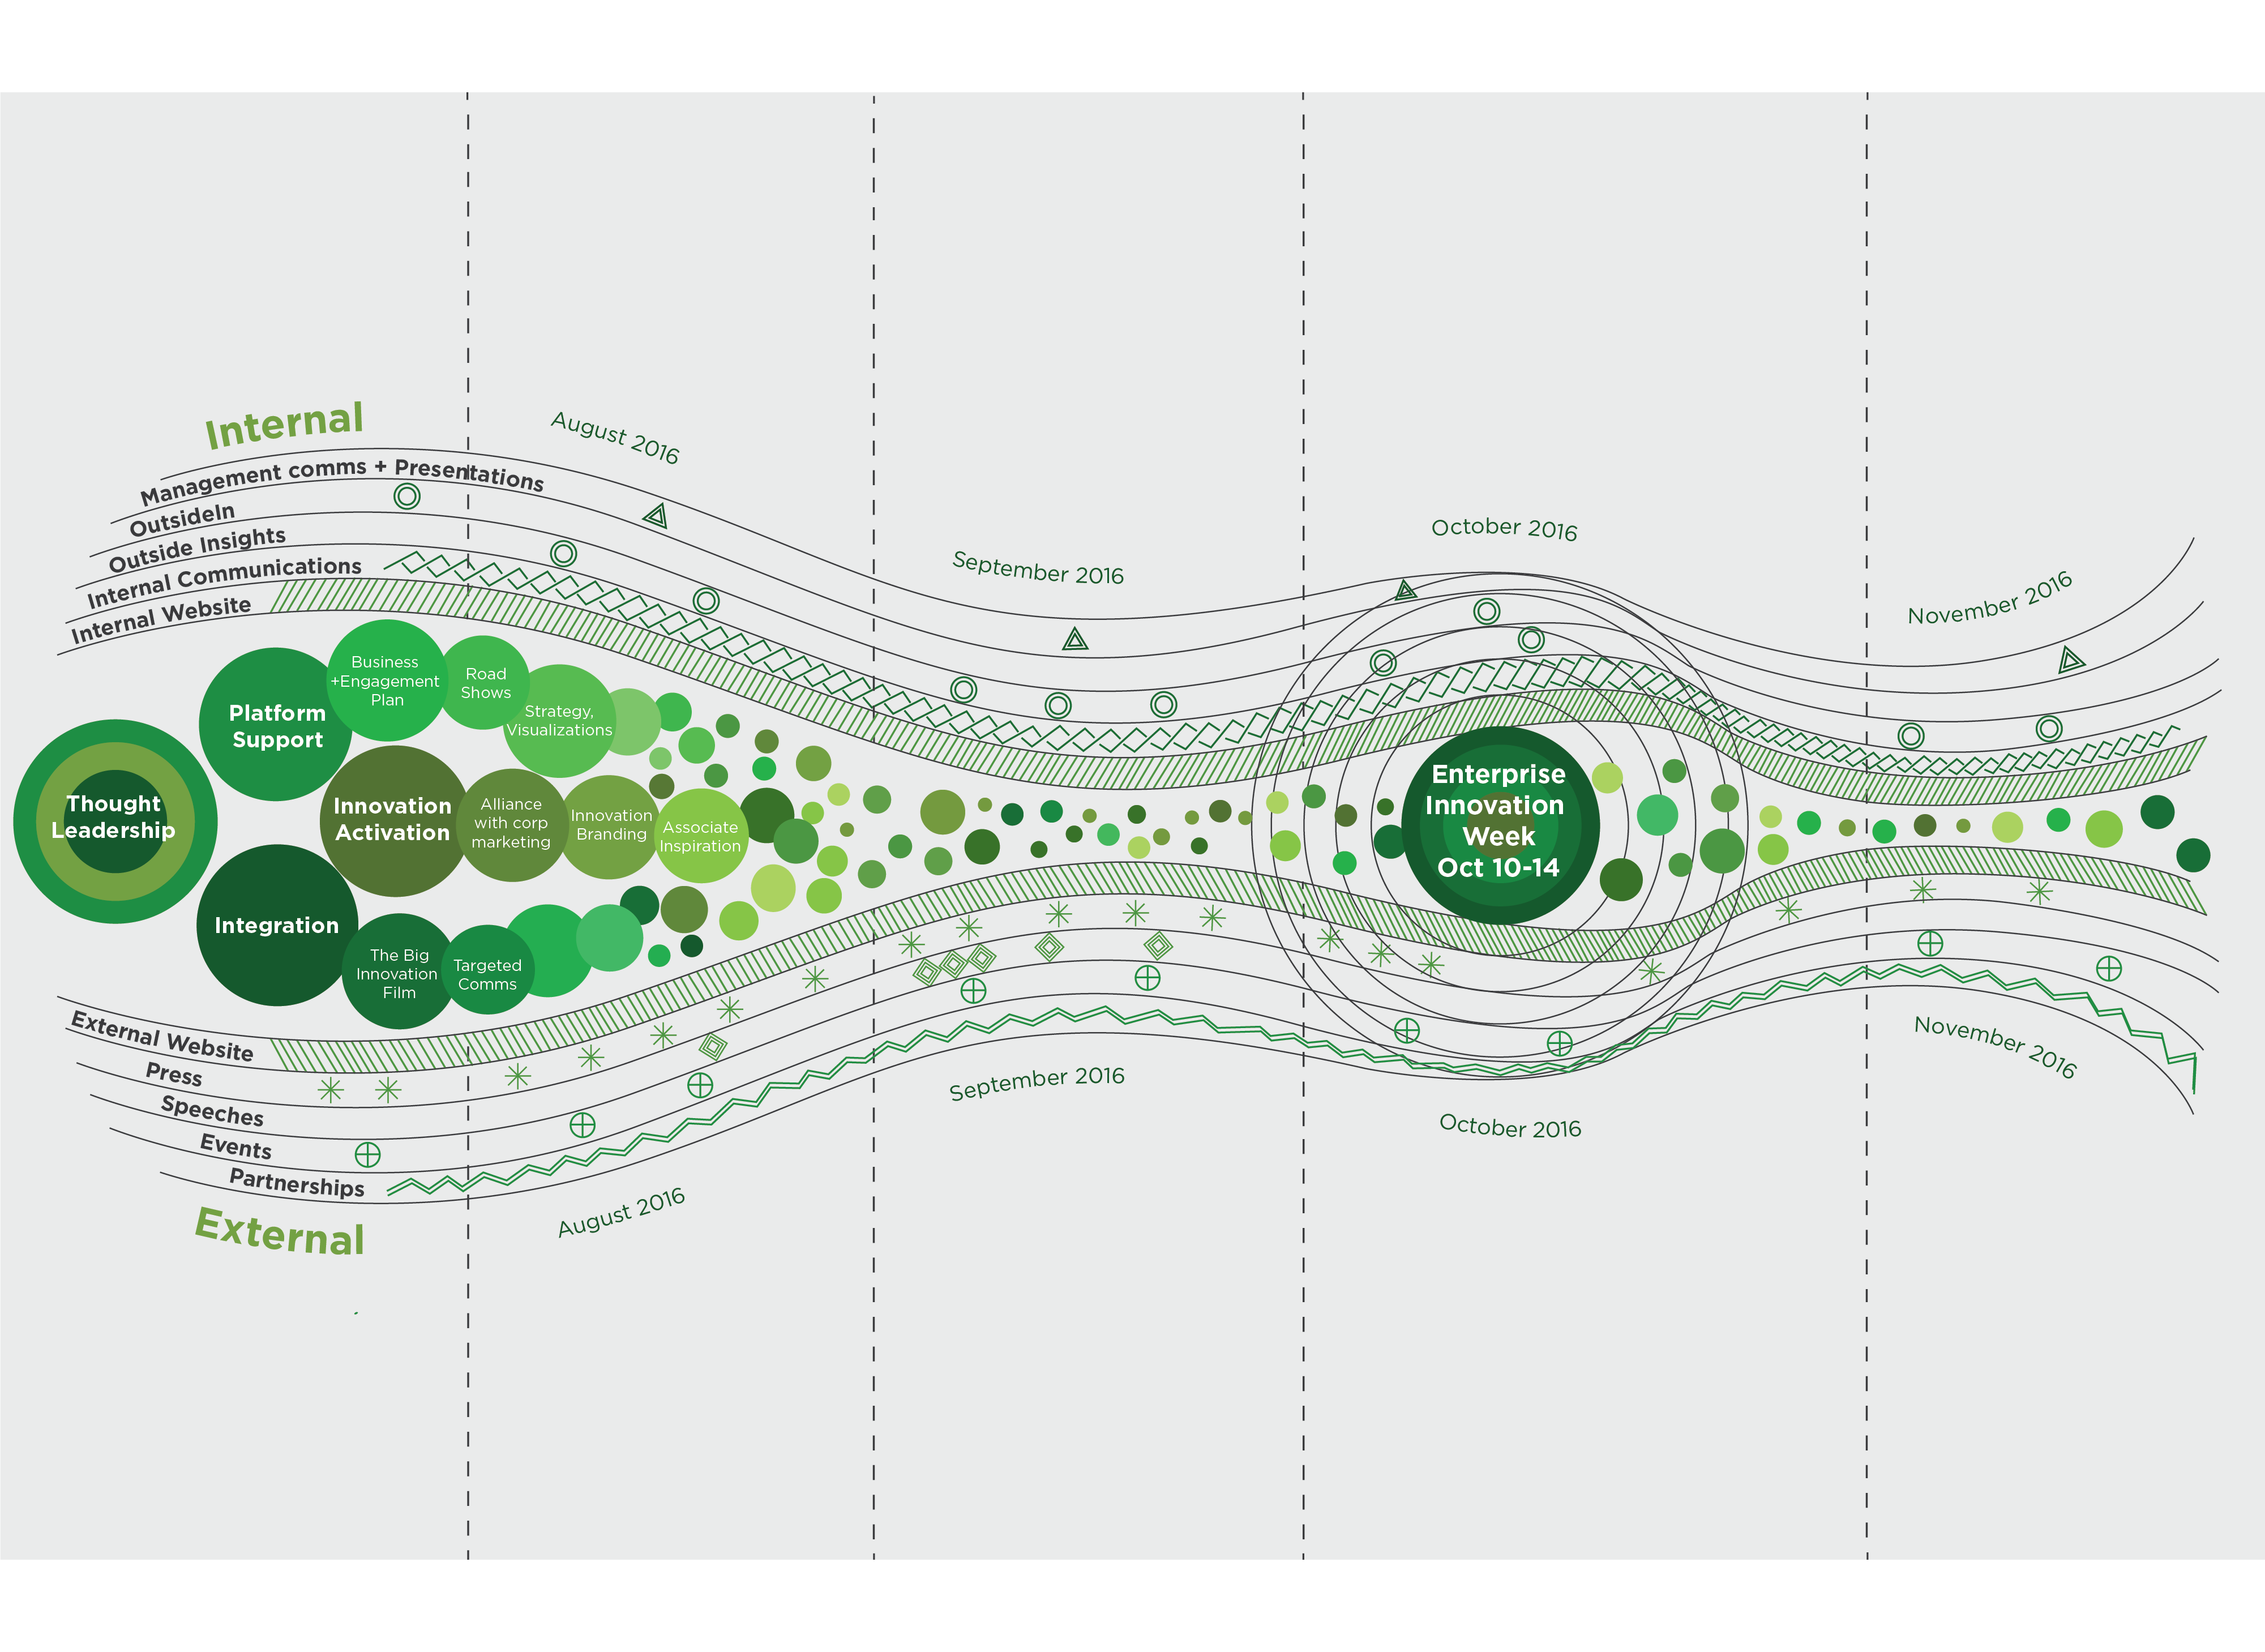 Internal
Management comms + Presentations
OutsideIn
Outside Insights
Internal Communications
Internal Website
August 2016
September 2016
October 2016
November 2016
Thought
Leadership
Platform
Support
Business
+Engagement
Plan
Road
Shows
Strategy,
Visualizations
Innovation
Activation
Alliance
with corp
marketing
Innovation
Branding
Associate
Inspiration
Integration
The Big
Innovation
Film
Targeted
Comms
Enterprise
Innovation
Week
Oct 10-14
External Website
Press
Speeches
Events
Partnerships
External
August 2016
September 2016
October 2016
November 2016